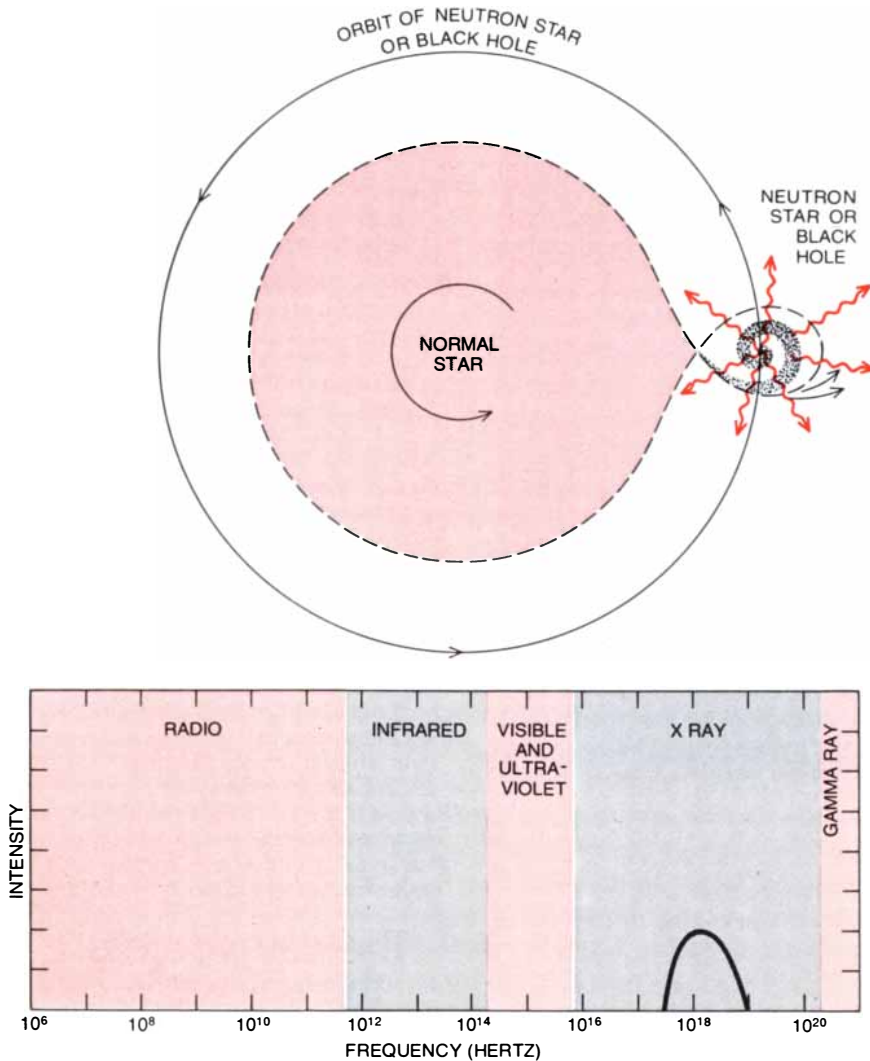 ORBIT OF NEUTRON STAR
OR BLACK HOLE
NEUTRON
STAR OR
BLACK
HOLE
NORMAL
STAR
RADIO
INFRARED
VISIBLE
AND
ULTRA-
VIOLET
X RAY
GAMMA RAY
INTENSITY
10⁶
10⁸
10¹⁰
10¹²
10¹⁴
10¹⁶
10¹⁸
10²⁰
FREQUENCY (HERTZ)